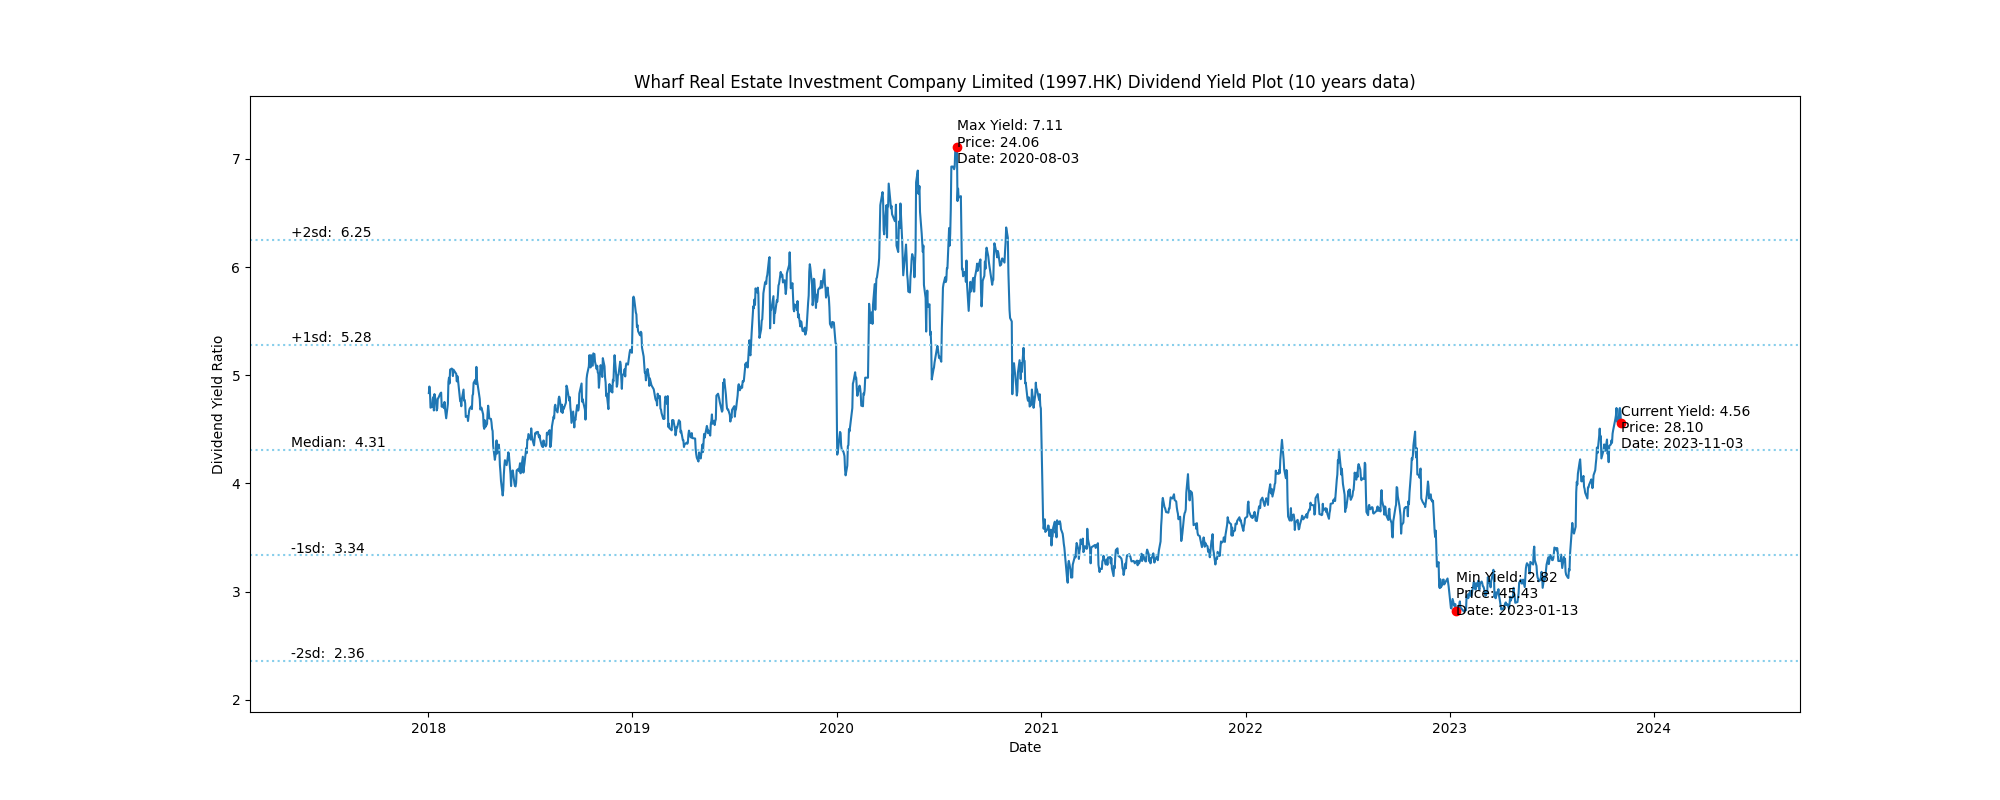 Wharf Real Estate Investment Company Limited (1997.HK) Dividend Yield Plot (10 years data)
Max Yield: 7.11
Price: 24.06
Date: 2020-08-03
7
+2sd:  6.25
6
+1sd:  5.28
Dividend Yield Ratio
5
Current Yield: 4.56
Price: 28.10
Date: 2023-11-03
Median:  4.31
4
-1sd:  3.34
Min Yield: 2.82
Price: 45.43
Date: 2023-01-13
3
-2sd:  2.36
2
2018 2019 2020 2021 2022 2023 2024
Date